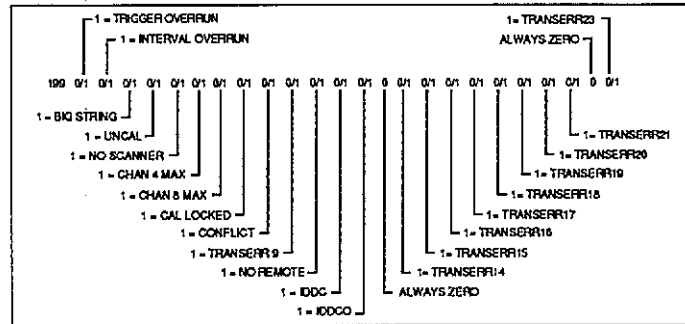 1 = TRIGGER OVERRUN
1= TRANSERR23
1 = INTERVAL OVERRUN
ALWAYS ZERO
199 0/1 0/1 0/1 0/1 0/1 0/1 0/1 0/1 0/1 0/1 0/1 0/1 0/1 0 0/1 0/1 0/1 0/1 0/1 0/1 0/1 0/1 0 0/1
1 = BIG STRING
1 = UNCAL
1= TRANSERR21
1 = NO SCANNER
1= TRANSERR20
1 = CHAN 4 MAX
1= TRANSERR19
1 = CHAN 8 MAX
1= TRANSERR18
1 = CAL LOCKED
1= TRANSERR17
1 = CONFLICT
1= TRANSERR16
1 = TRANSERR 9
1= TRANSERR15
1 = NO REMOTE
1= TRANSERR14
1 = IDDC
ALWAYS ZERO
1 = IDDCO